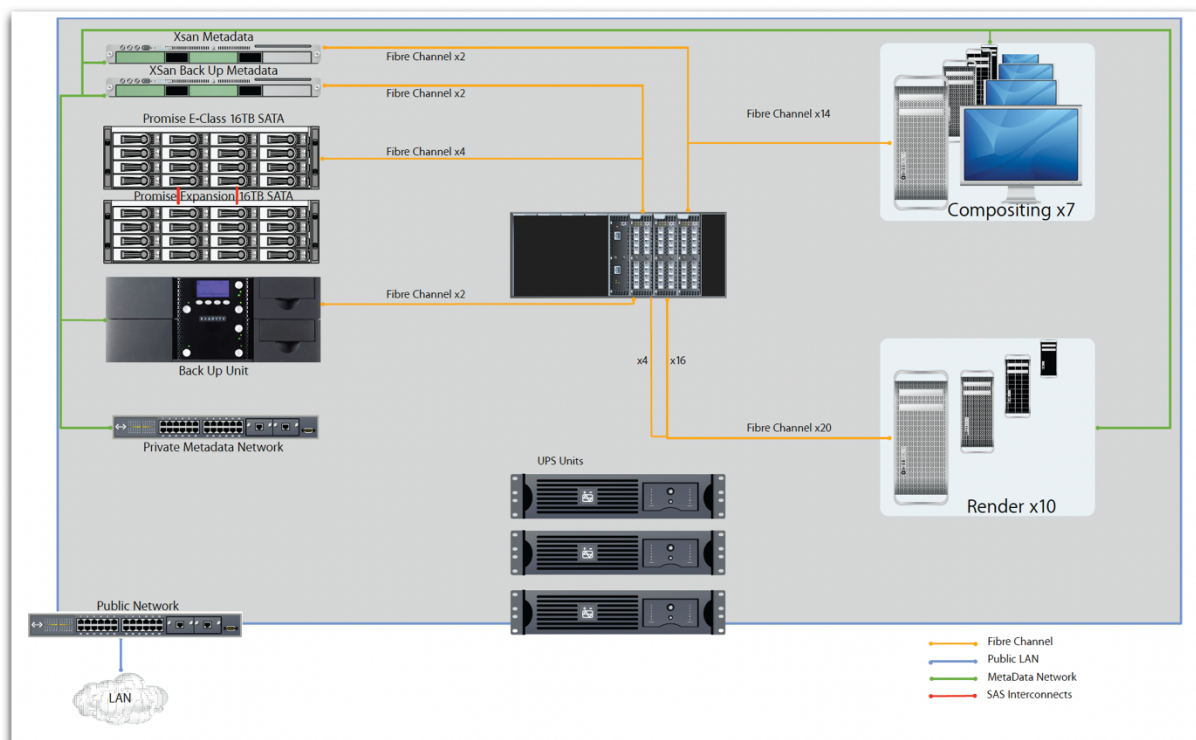 Xsan Metadata
Fibre Channel x2
XSan Back Up Metadata
Fibre Channel x2
Promise E-Class 16TB SATA
Fibre Channel x14
Fibre Channel x4
Promise Expansion 16TB SATA
Compositing x7
Fibre Channel x2
EXABYTE
Back Up Unit
x4
x16
Fibre Channel x20
Private Metadata Network
UPS Units
Render x10
Public Network
LAN
Fibre Channel
Public LAN
MetaData Network
SAS Interconnects